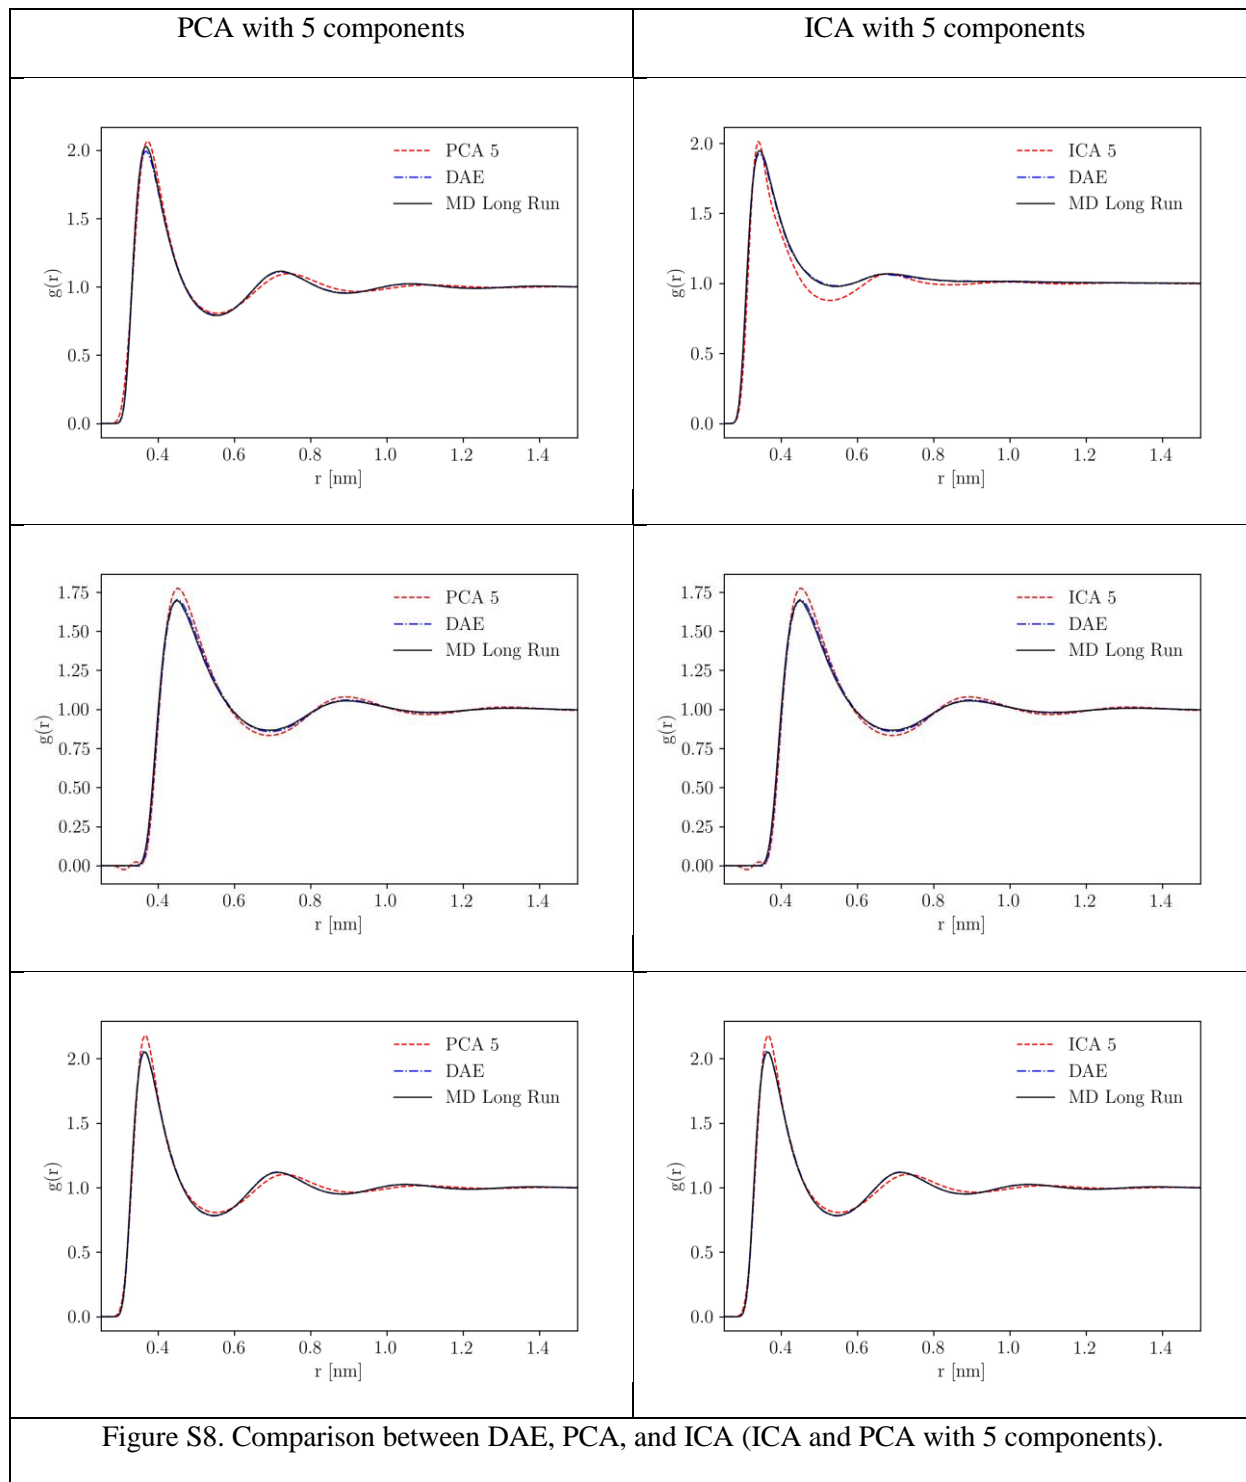 PCA with 5 components
ICA with 5 components
2.0
1.5
1.0
0.5
0.0
g(r)
PCA 5
DAE
MD Long Run
0.4 0.6 0.8 1.0 1.2 1.4
r [nm]
2.0
1.5
1.0
0.5
0.0
g(r)
ICA 5
DAE
MD Long Run
0.4 0.6 0.8 1.0 1.2 1.4
r [nm]
1.75
1.50
1.25
1.00
0.75
0.50
0.25
0.00
g(r)
PCA 5
DAE
MD Long Run
0.4 0.6 0.8 1.0 1.2 1.4
r [nm]
1.75
1.50
1.25
1.00
0.75
0.50
0.25
0.00
g(r)
ICA 5
DAE
MD Long Run
0.4 0.6 0.8 1.0 1.2 1.4
r [nm]
2.0
1.5
1.0
0.5
0.0
g(r)
PCA 5
DAE
MD Long Run
0.4 0.6 0.8 1.0 1.2 1.4
r [nm]
2.0
1.5
1.0
0.5
0.0
g(r)
ICA 5
DAE
MD Long Run
0.4 0.6 0.8 1.0 1.2 1.4
r [nm]
Figure S8. Comparison between DAE, PCA, and ICA (ICA and PCA with 5 components).